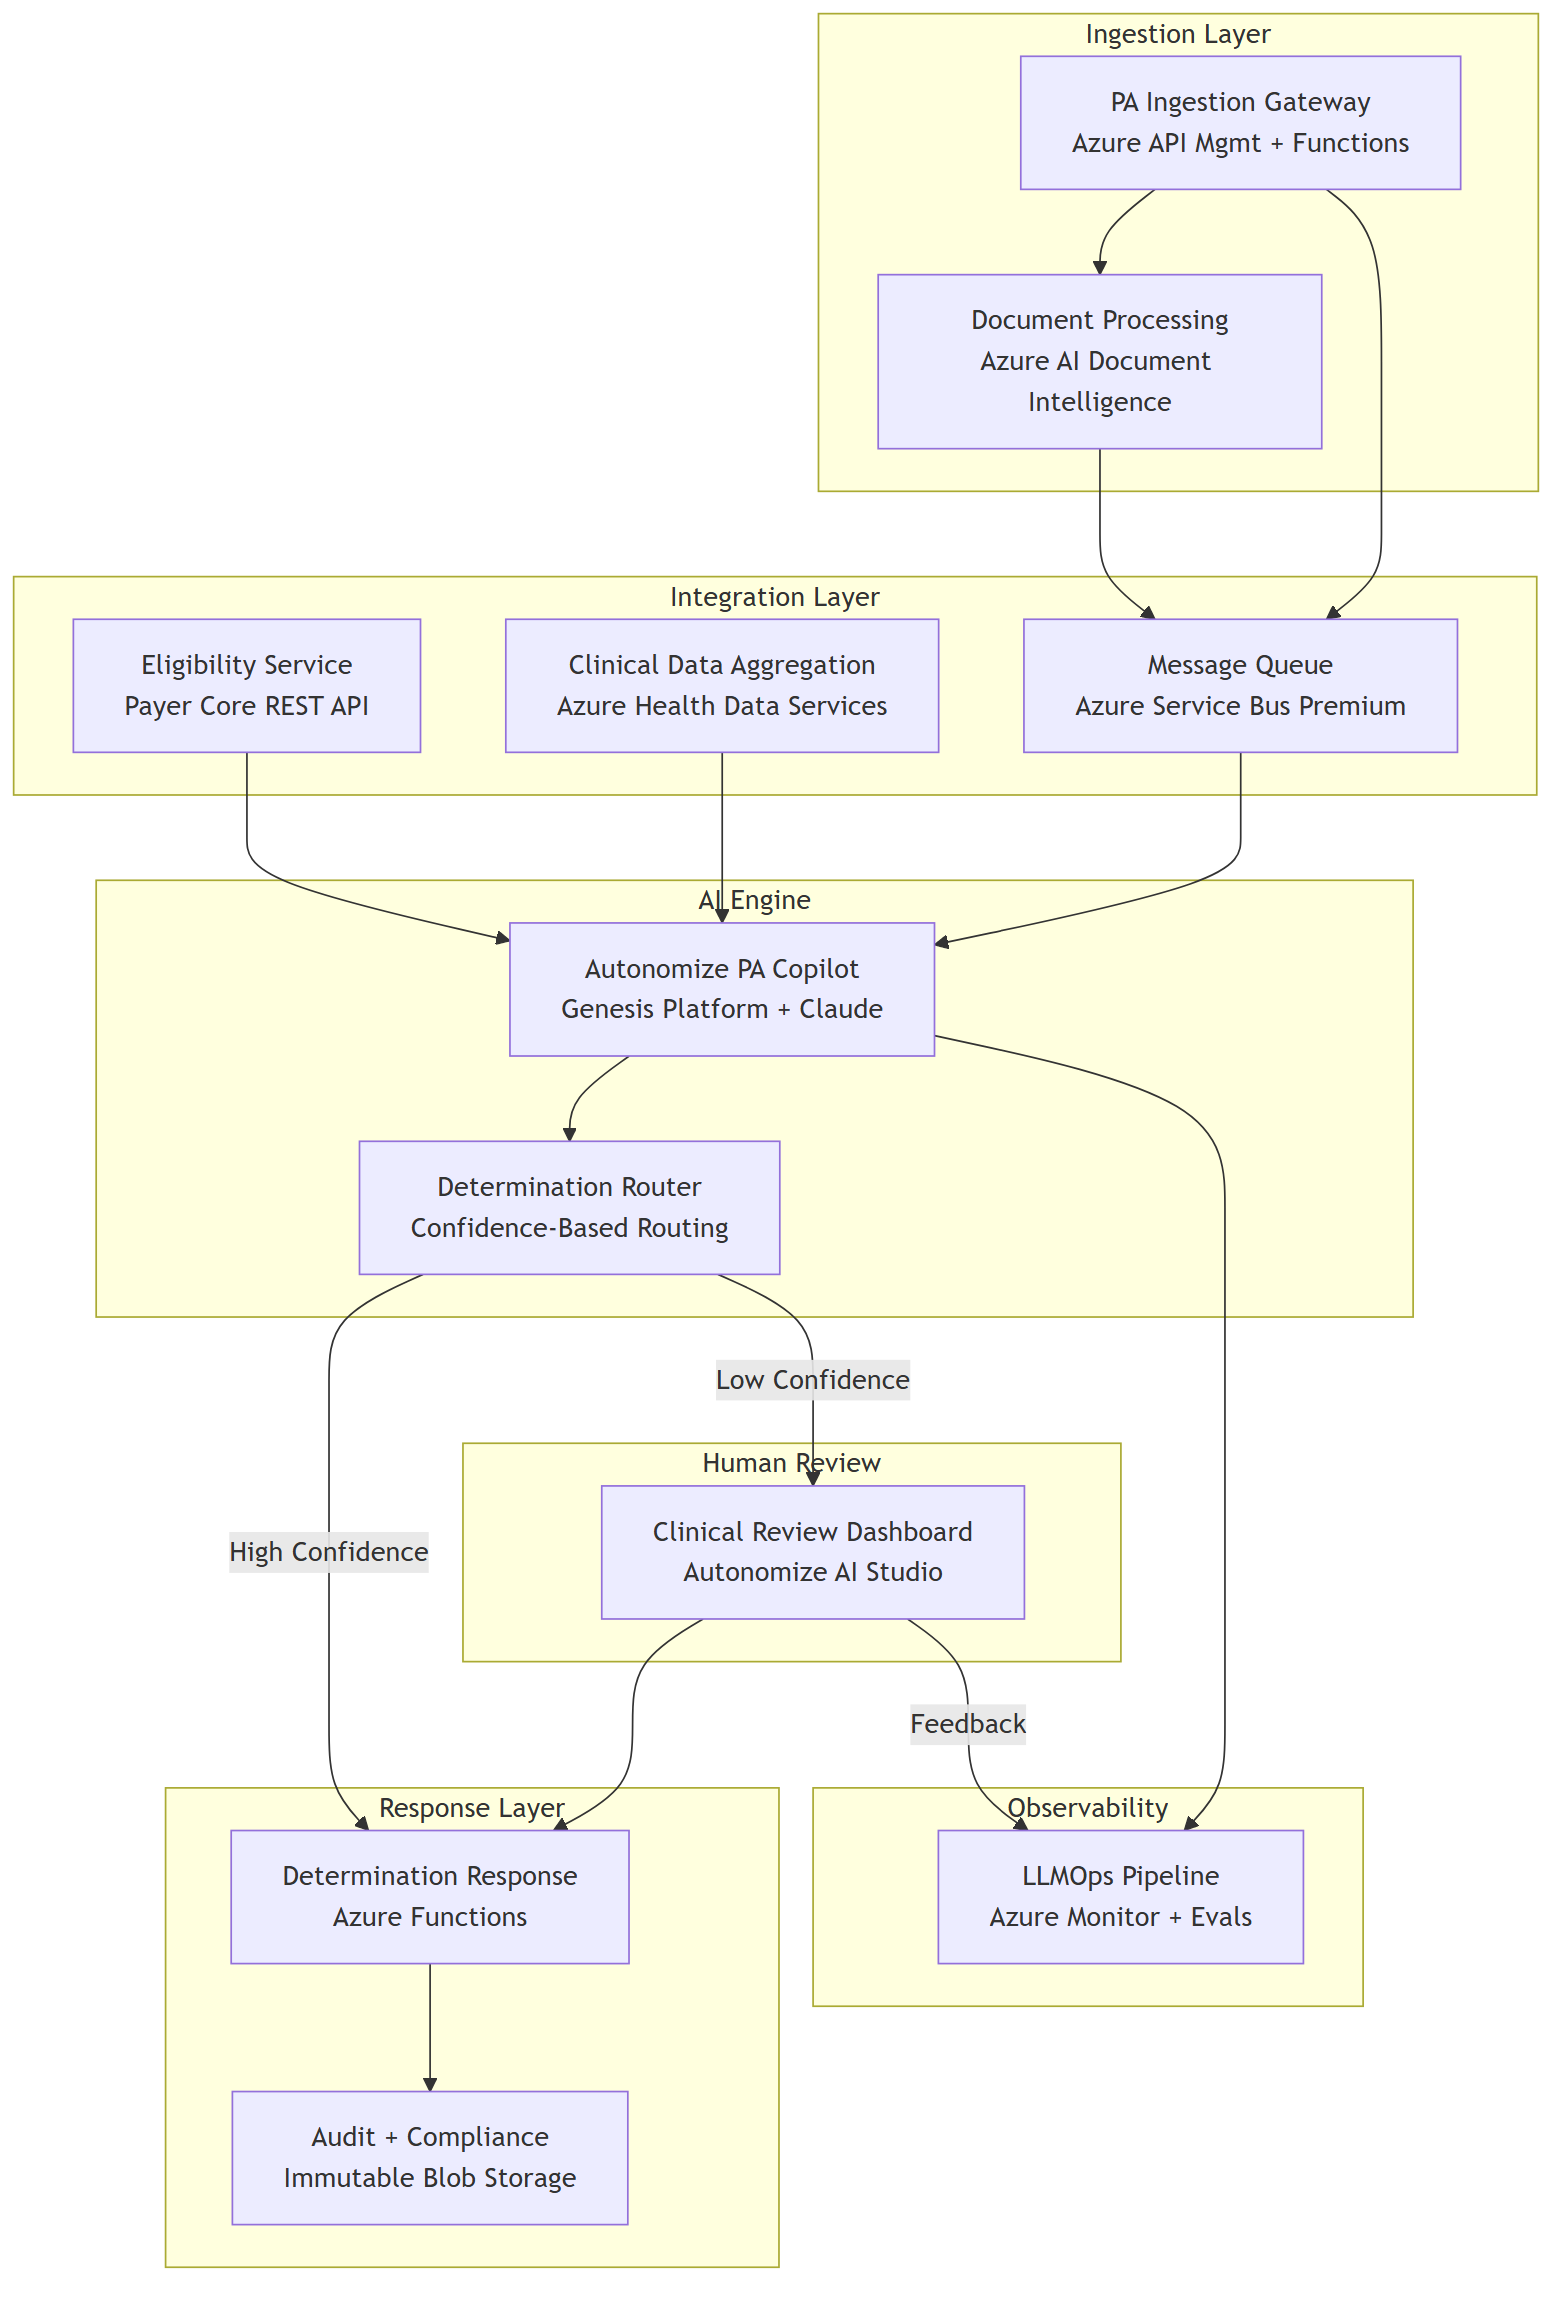 Ingestion Layer
PA Ingestion Gateway
Azure API Mgmt + Functions
Document Processing
Azure AI Document
Intelligence
Integration Layer
Eligibility Service
Payer Core REST API
Clinical Data Aggregation
Azure Health Data Services
Message Queue
Azure Service Bus Premium
AI Engine
Autonomize PA Copilot
Genesis Platform + Claude
Determination Router
Confidence-Based Routing
Low Confidence
Human Review
Clinical Review Dashboard
Autonomize AI Studio
High Confidence
Feedback
Response Layer
Determination Response
Azure Functions
Observability
LLMOps Pipeline
Azure Monitor + Evals
Audit + Compliance
Immutable Blob Storage